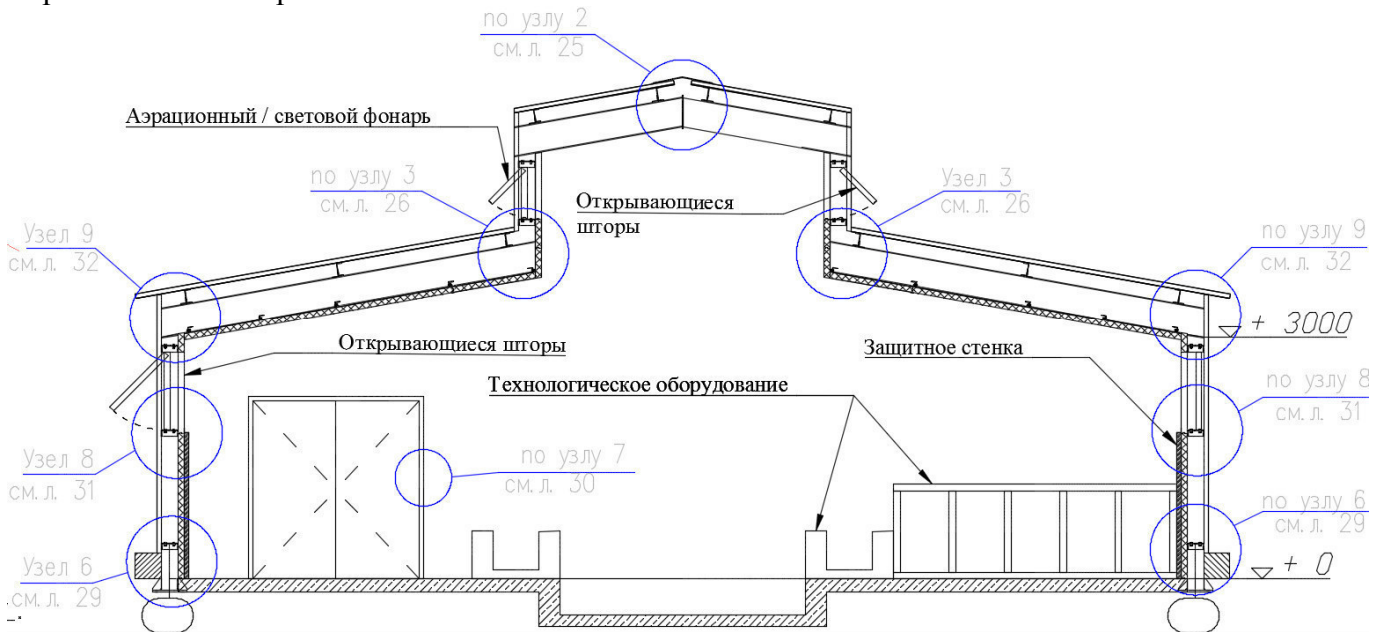 по узлу 2
см. л. 25
Аэрационный / световой фонарь
по узлу 3
см. л. 26
Открывающиеся
шторы
Узел 3
см. л. 26
Узел 9
см. л. 32
по узлу 9
см. л. 32
+ 3000
Открывающиеся шторы
Защитное стенка
Технологическое оборудование
по узлу 8
см. л. 31
Узел 8
см. л. 31
по узлу 7
см. л. 30
по узлу 6
см. л. 29
Узел 6
см. л. 29
+ 0